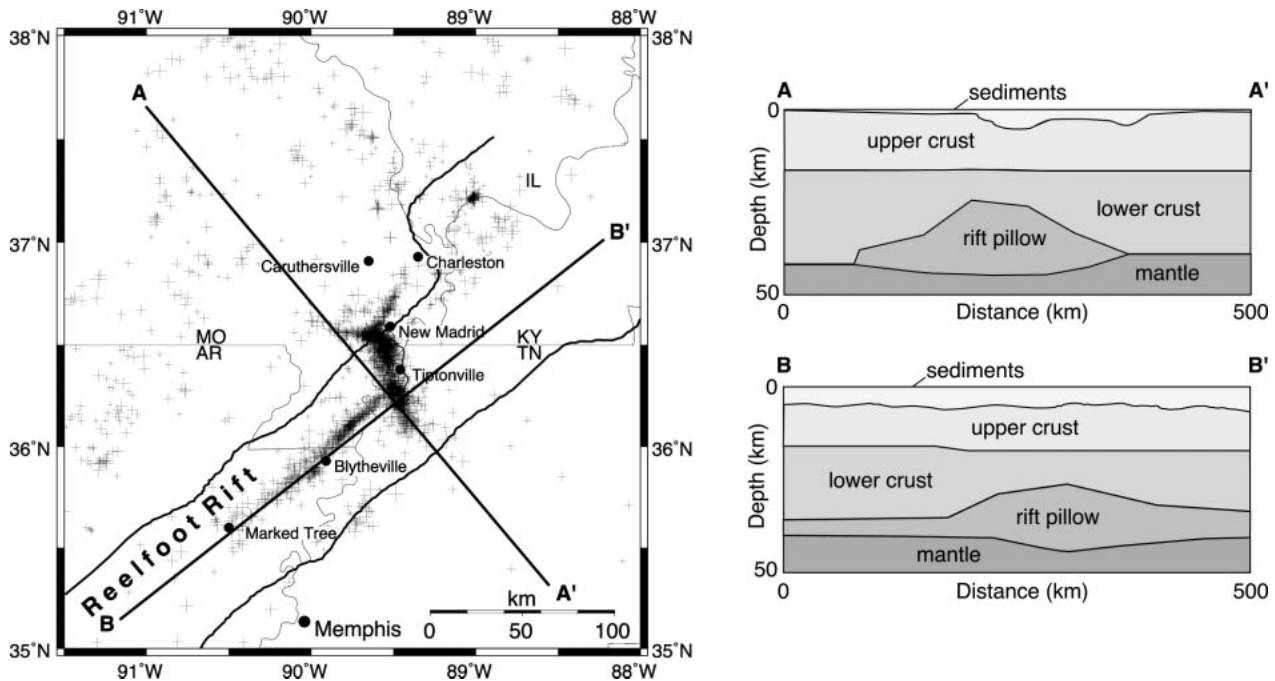 91°W 90°W 89°W 88°W
38°N 38°N
A
IL
37°N 37°N
B'
Caruthersville Charleston
New Madrid
MO KY
AR TN
Tiptonville
36°N 36°N
Blytheville
Reelfoot Rift
Marked Tree
A'
B
km
0 50 100
Memphis
35°N 35°N
91°W 90°W 89°W 88°W
A A'
sediments
0
upper crust
Depth (km)
lower crust
rift pillow
mantle
50
0 500
Distance (km)
B B'
sediments
0
upper crust
Depth (km)
lower crust
rift pillow
mantle
50
0 500
Distance (km)